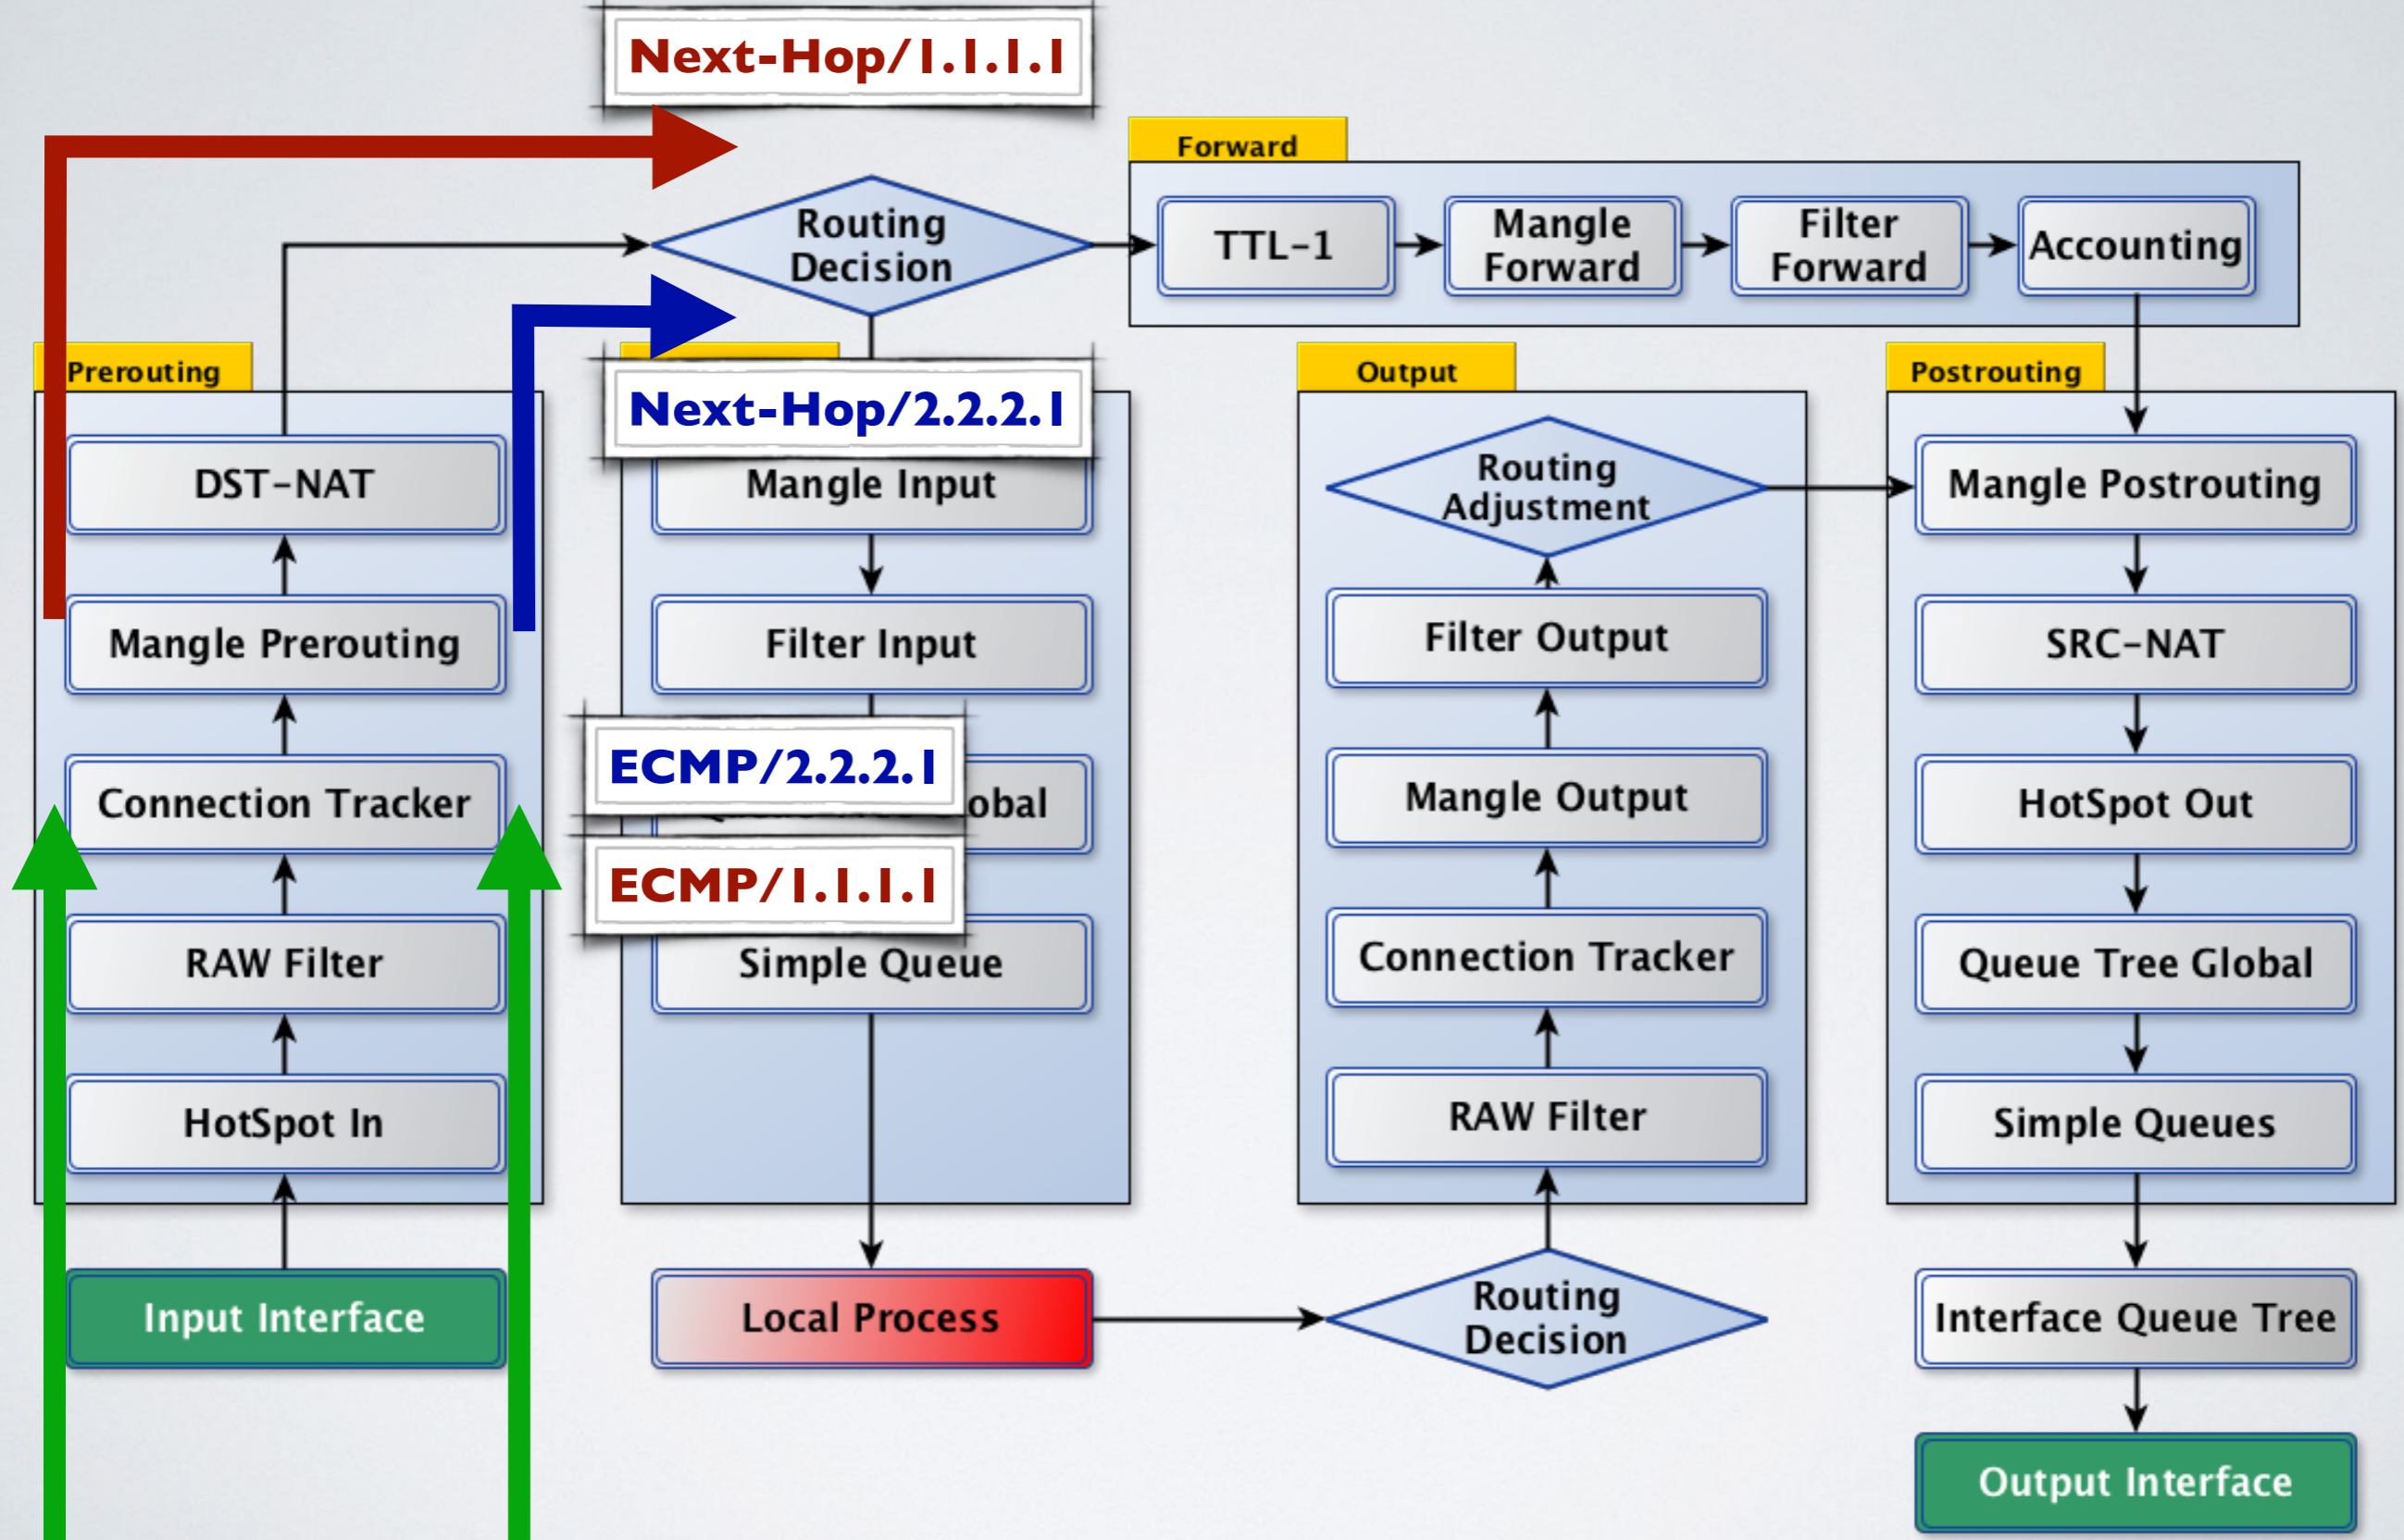 Next-Hop/1.1.1.1
Forward
Routing
Decision
TTL-1
Mangle
Forward
Filter
Forward
Accounting
Prerouting
DST-NAT
Mangle Prerouting
Connection Tracker
RAW Filter
HotSpot In
Input Interface
Next-Hop/2.2.2.1
Mangle Input
Filter Input
ECMP/2.2.2.1
ECMP/1.1.1.1
Simple Queue
Local Process
Output
Routing
Adjustment
Filter Output
Mangle Output
Connection Tracker
RAW Filter
Routing
Decision
Postrouting
Mangle Postrouting
SRC-NAT
HotSpot Out
Queue Tree Global
Simple Queues
Interface Queue Tree
Output Interface